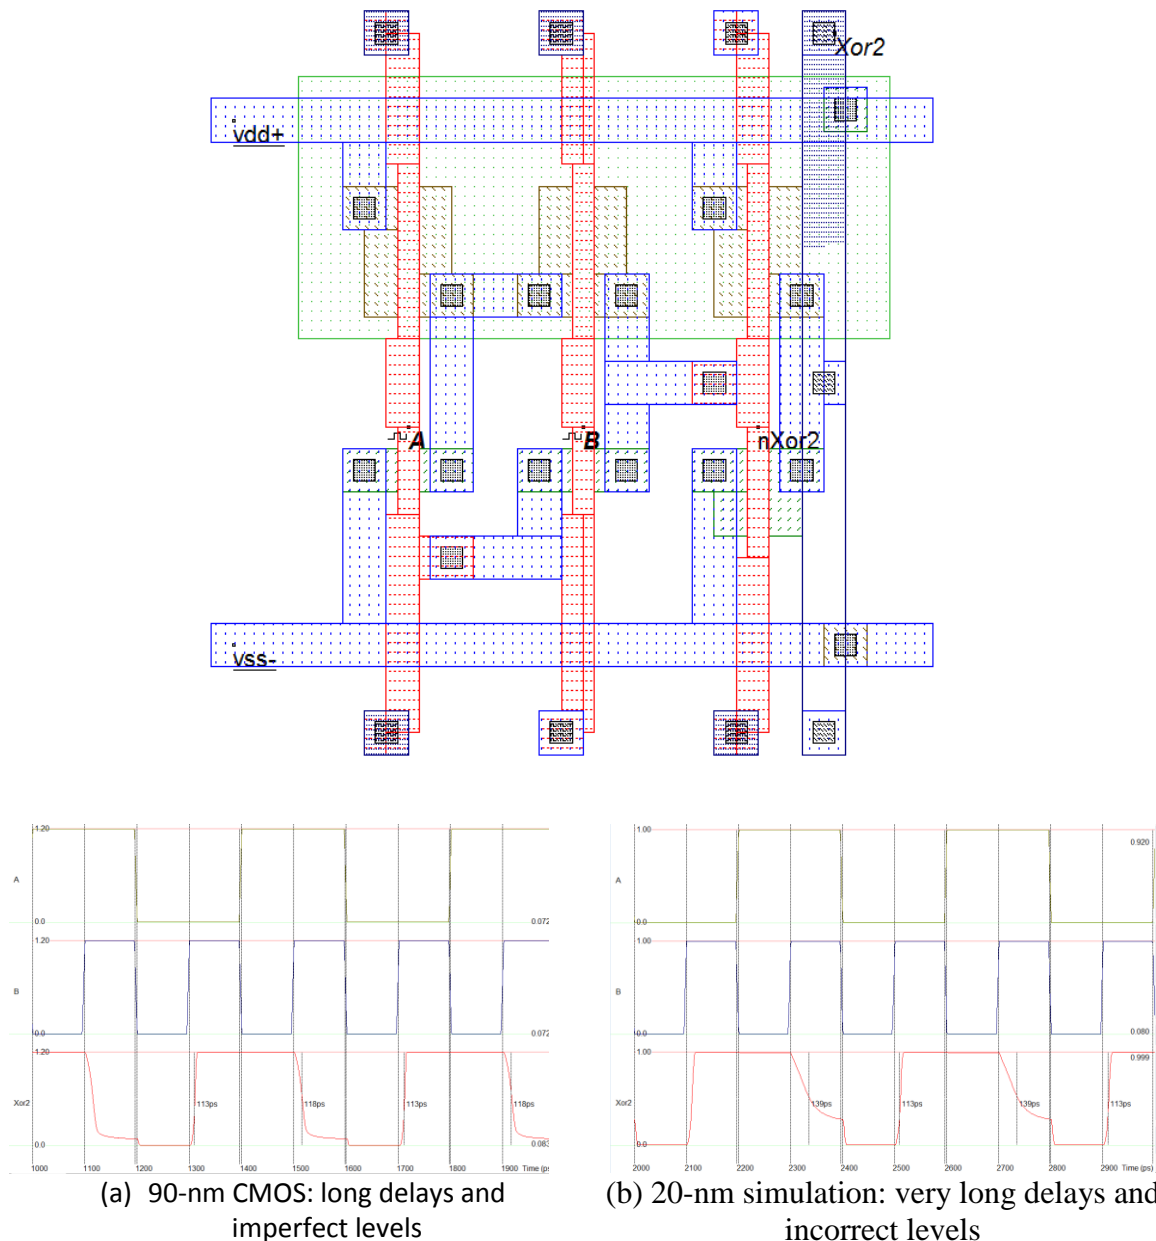 Xor2
vdd+
A
B
nXor2
vss-
1.20
A
0.0
0.072
1.20
B
0.0
0.072
1.20
113ps
118ps
113ps
118ps
Xor2
0.0
0.083
1000 1100 1200 1300 1400 1500 1600 1700 1800 1900 Time (ps)
(a) 90-nm CMOS: long delays and
imperfect levels
1.00
0.920
A
0.0
1.00
B
0.0
0.080
1.00
0.999
139ps
113ps
139ps
113ps
Xor2
0.0
2000 2100 2200 2300 2400 2500 2600 2700 2800 2900 Time (ps)
(b) 20-nm simulation: very long delays and
incorrect levels